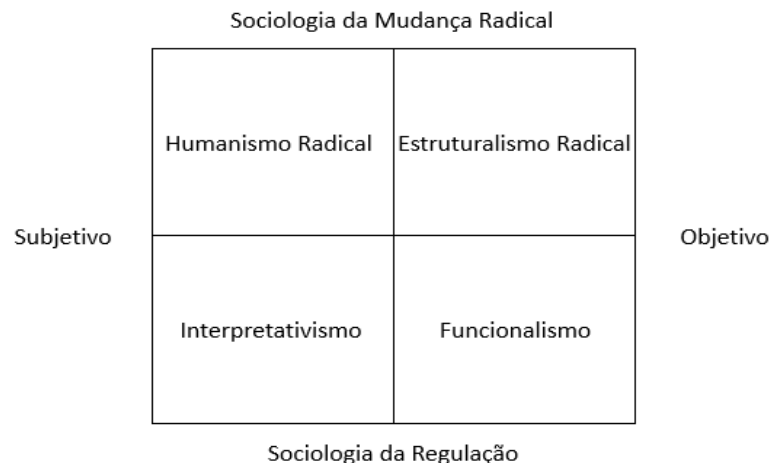 Sociologia da Mudança Radical
Humanismo Radical
Estruturalismo Radical
Subjetivo
Objetivo
Interpretativismo
Funcionalismo
Sociologia da Regulação